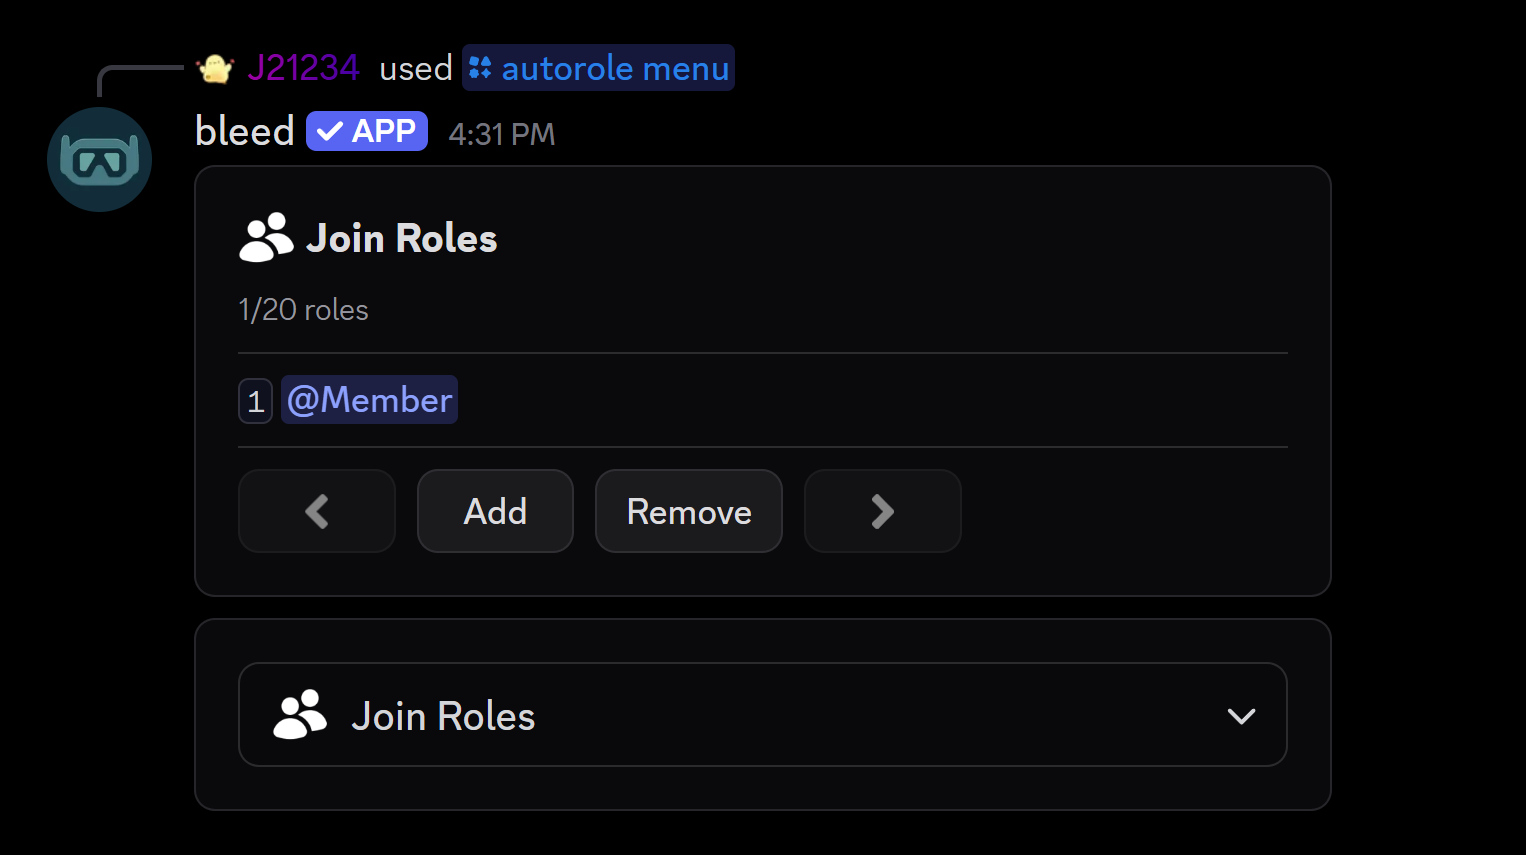 J21234 used autorole menu
bleed APP 4:31 PM
Join Roles
1/20 roles
1 @Member
Add Remove
Join Roles